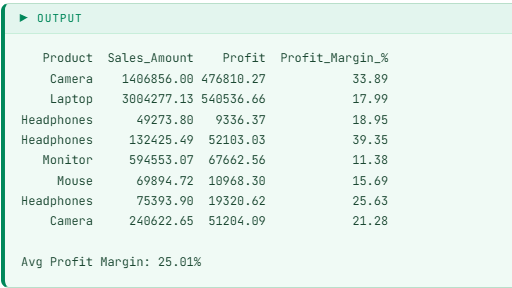 ▶ OUTPUT
Product Sales_Amount Profit Profit_Margin_%
Camera 1406856.00 476810.27 33.89
Laptop 3004277.13 540536.66 17.99
Headphones 49273.80 9336.37 18.95
Headphones 132425.49 52103.03 39.35
Monitor 594553.07 67662.56 11.38
Mouse 69894.72 10968.30 15.69
Headphones 75393.90 19320.62 25.63
Camera 240622.65 51204.09 21.28
Avg Profit Margin: 25.01%